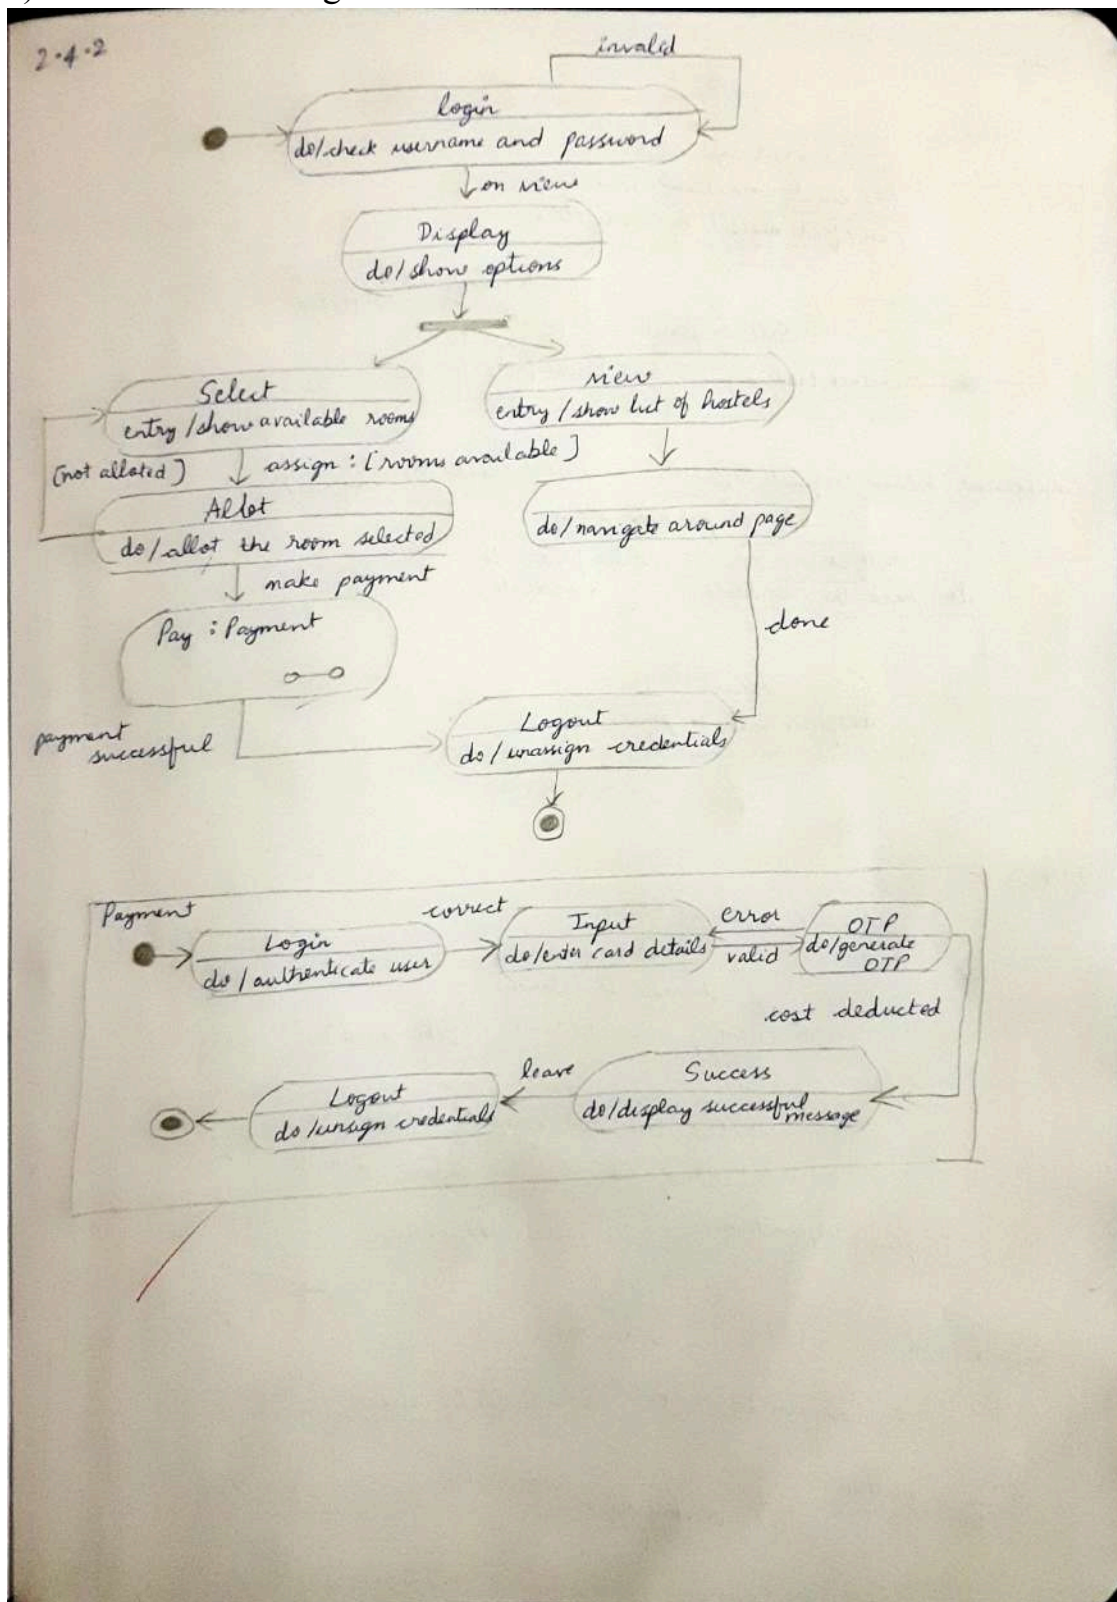 2.4.2
invalid
login
do/check username and password
on view
Display
do/show options
Select
entry/show available rooms
view
entry/show list of hostels
[not alloted]
assign: [rooms available]
Allot
do/allot the room selected
do/navigate around page
make payment
Pay : Payment
done
payment
successful
Logout
do/unassign credentials
Payment
Login
do/authenticate user
correct
Input
do/enter card details
error
valid
OTP
do/generate
OTP
cost deducted
Success
do/display successful
message
leave
Logout
do/unsign credentials